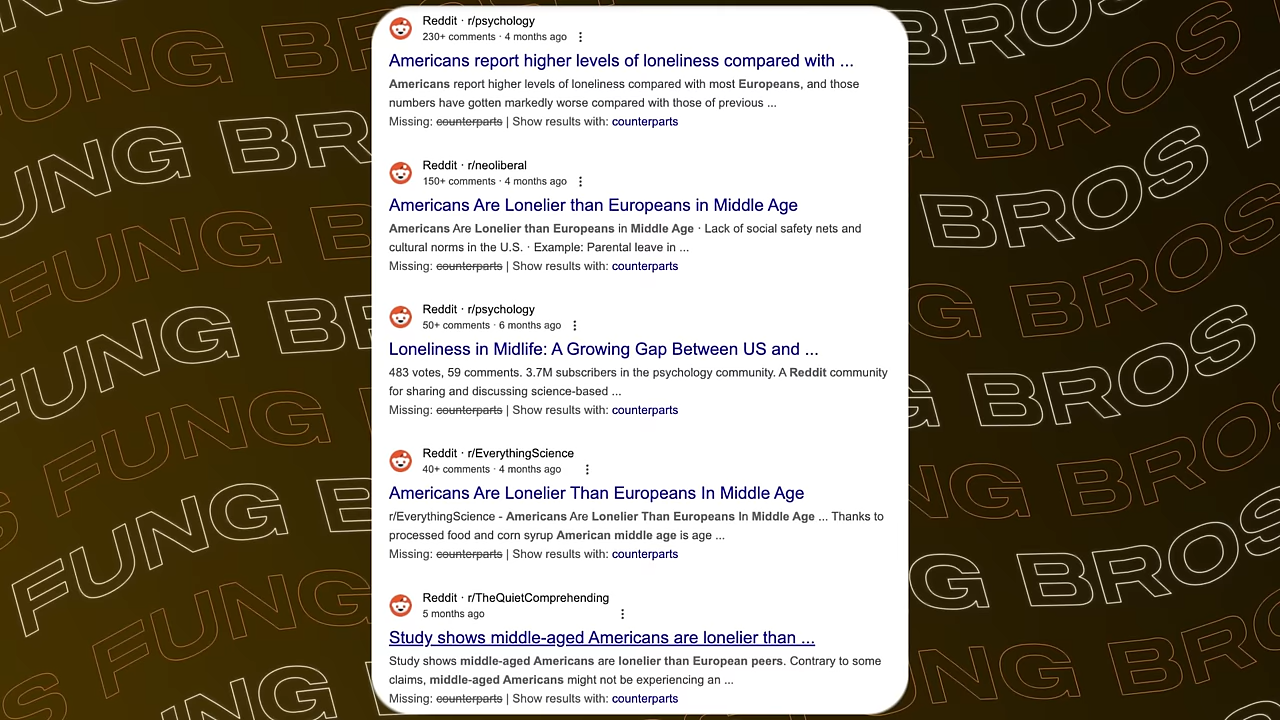 Reddit · r/psychology
230+ comments · 4 months ago
Americans report higher levels of loneliness compared with ...
Americans report higher levels of loneliness compared with most Europeans, and those
numbers have gotten markedly worse compared with those of previous ...
Missing: counterparts | Show results with: counterparts
Reddit · r/neoliberal
150+ comments · 4 months ago
Americans Are Lonelier than Europeans in Middle Age
Americans Are Lonelier than Europeans in Middle Age · Lack of social safety nets and
cultural norms in the U.S. · Example: Parental leave in ...
Missing: counterparts | Show results with: counterparts
Reddit · r/psychology
50+ comments · 6 months ago
Loneliness in Midlife: A Growing Gap Between US and ...
483 votes, 59 comments. 3.7M subscribers in the psychology community. A Reddit community
for sharing and discussing science-based ...
Missing: counterparts | Show results with: counterparts
Reddit · r/EverythingScience
40+ comments · 4 months ago
Americans Are Lonelier Than Europeans In Middle Age
r/EverythingScience - Americans Are Lonelier Than Europeans In Middle Age ... Thanks to
processed food and corn syrup American middle age is age ...
Missing: counterparts | Show results with: counterparts
Reddit · r/TheQuietComprehending
5 months ago
Study shows middle-aged Americans are lonelier than ...
Study shows middle-aged Americans are lonelier than European peers. Contrary to some
claims, middle-aged Americans might not be experiencing an ...
Missing: counterparts | Show results with: counterparts
FUNG BROS